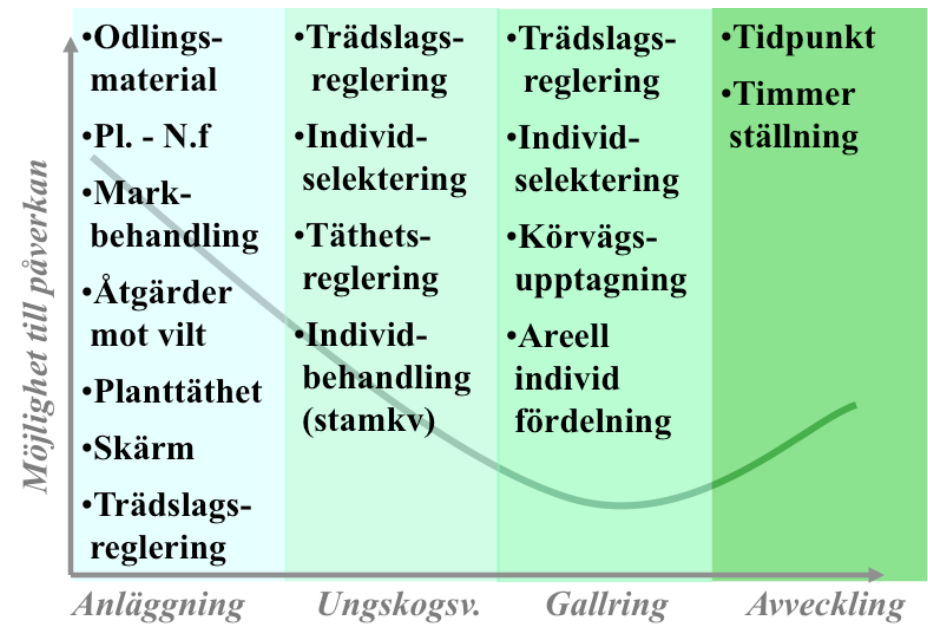 Möjlighet till påverkan
•Odlings-
material
•Pl. - N.f
•Mark-
behandling
•Åtgärder
mot vilt
•Planttäthet
•Skärm
•Trädslags-
reglering
•Trädslags-
reglering
•Individ-
selektering
•Täthets-
reglering
•Individ-
behandling
(stamkv)
•Trädslags-
reglering
•Individ-
selektering
•Körvägs-
upptagning
•Areell
individ
fördelning
•Tidpunkt
•Timmer
ställning
Anläggning
Ungskogsv.
Gallring
Avveckling